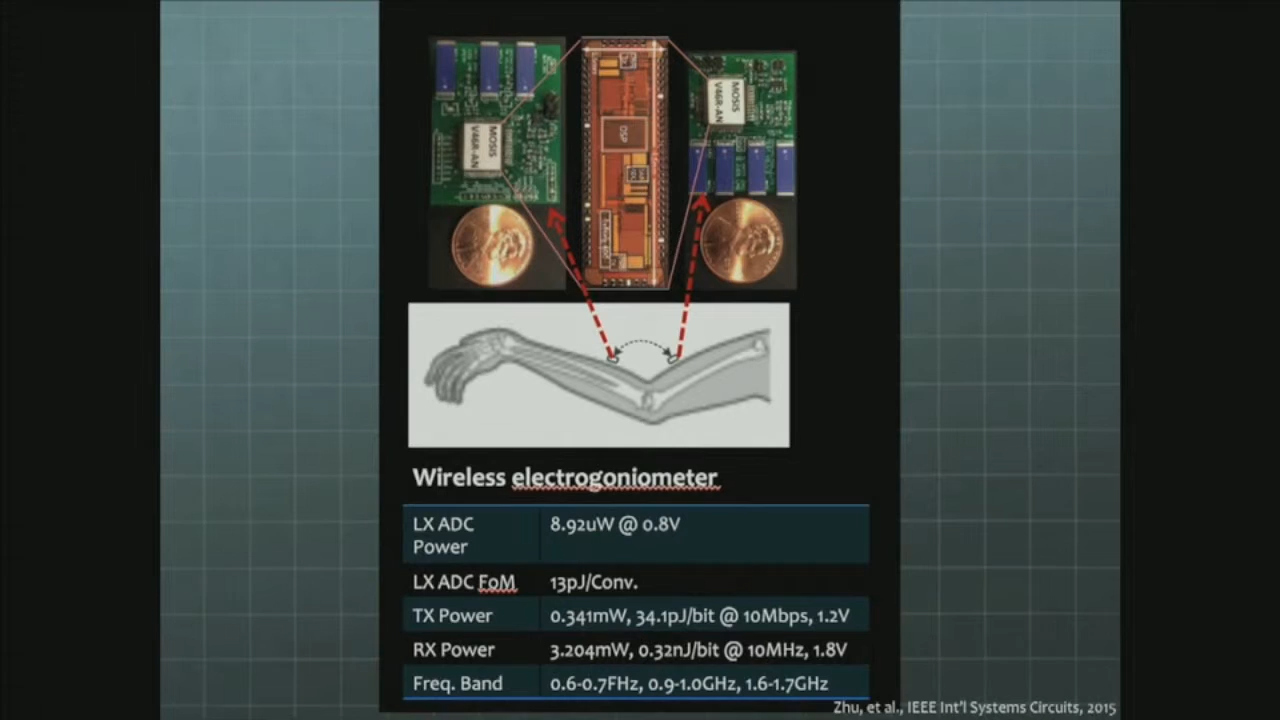 MOSIS
V46R-AN
DSP
MOSIS
V46R-AN
Wireless electrogoniometer
LX ADC
Power
8.92uW @ 0.8V
LX ADC FoM
13pJ/Conv.
TX Power
0.341mW, 34.1pJ/bit @ 10Mbps, 1.2V
RX Power
3.204mW, 0.32nJ/bit @ 10MHz, 1.8V
Freq. Band
0.6-0.7FHz, 0.9-1.0GHz, 1.6-1.7GHz
Zhu, et al., IEEE Int'l Systems Circuits, 2015